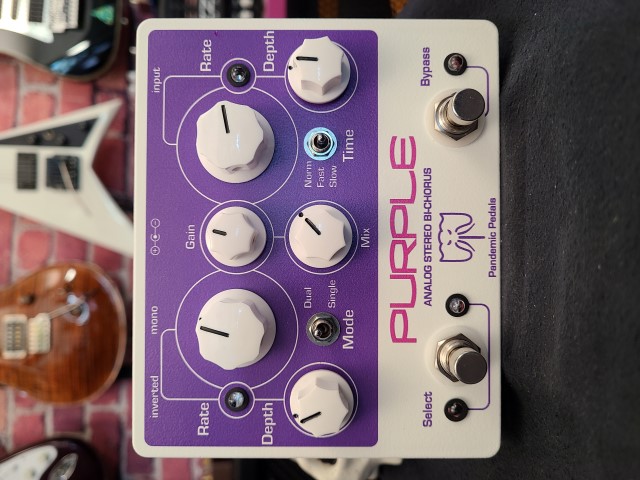 inverted
mono
input
Gain
Rate
Rate
Depth
Depth
Dual
Single
Mode
Norm
Fast
Slow
Time
Mix
PURPLE
ANALOG STEREO BI-CHORUS
Select
Bypass
Pandemic Pedals